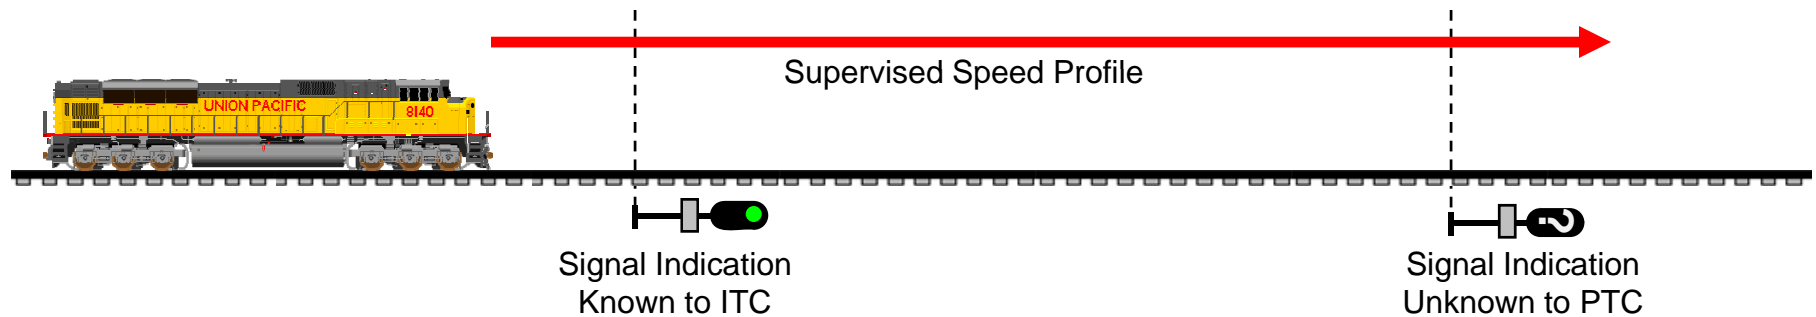 Supervised Speed Profile
UNION PACIFIC
8140
?
Signal Indication
Known to ITC
Signal Indication
Unknown to PTC